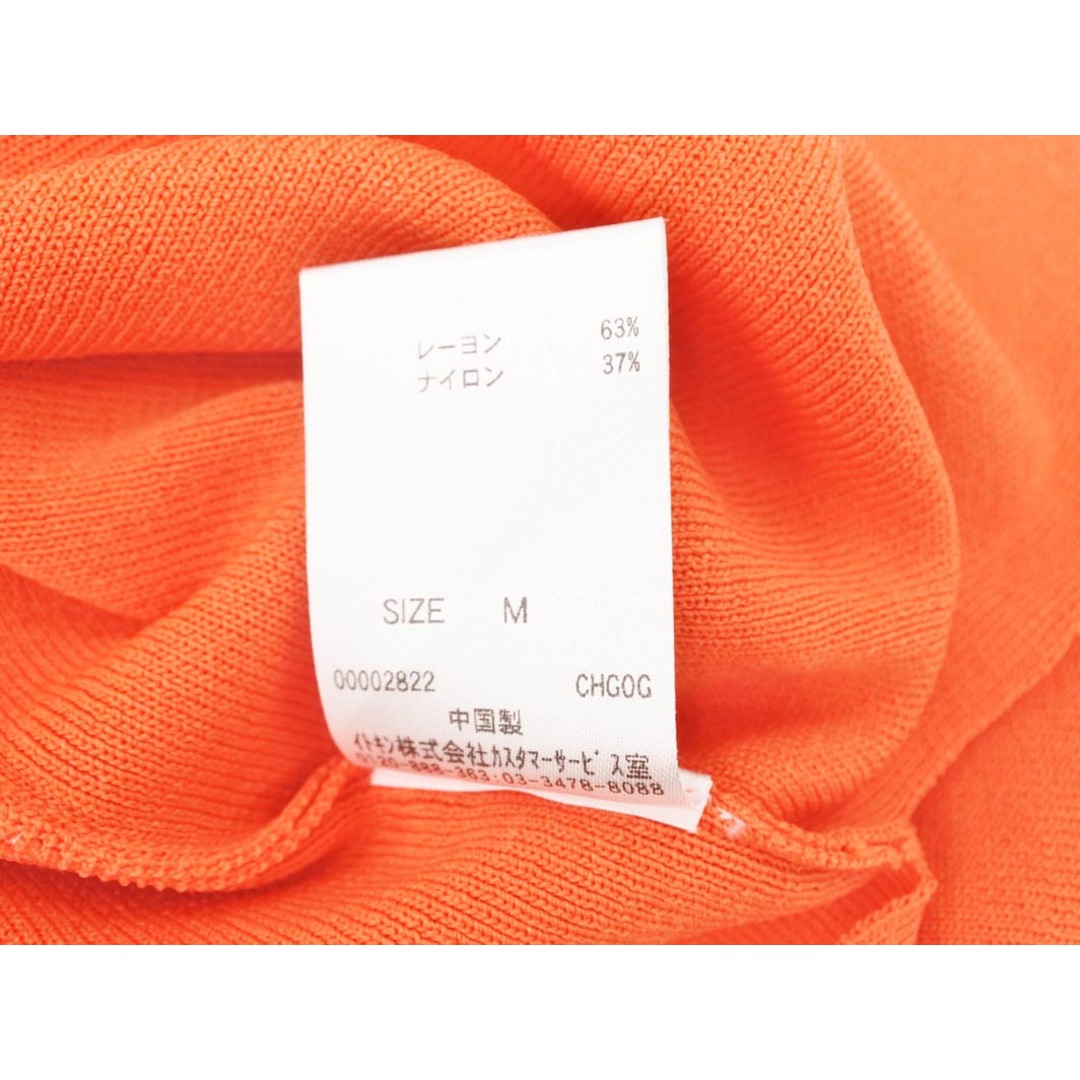 レーヨン 63%
ナイロン 37%
SIZE M
00002822 CHGOG
中国製
イトキン株式会社カスタマーサービス室
0120-888-363:03-3478-8088